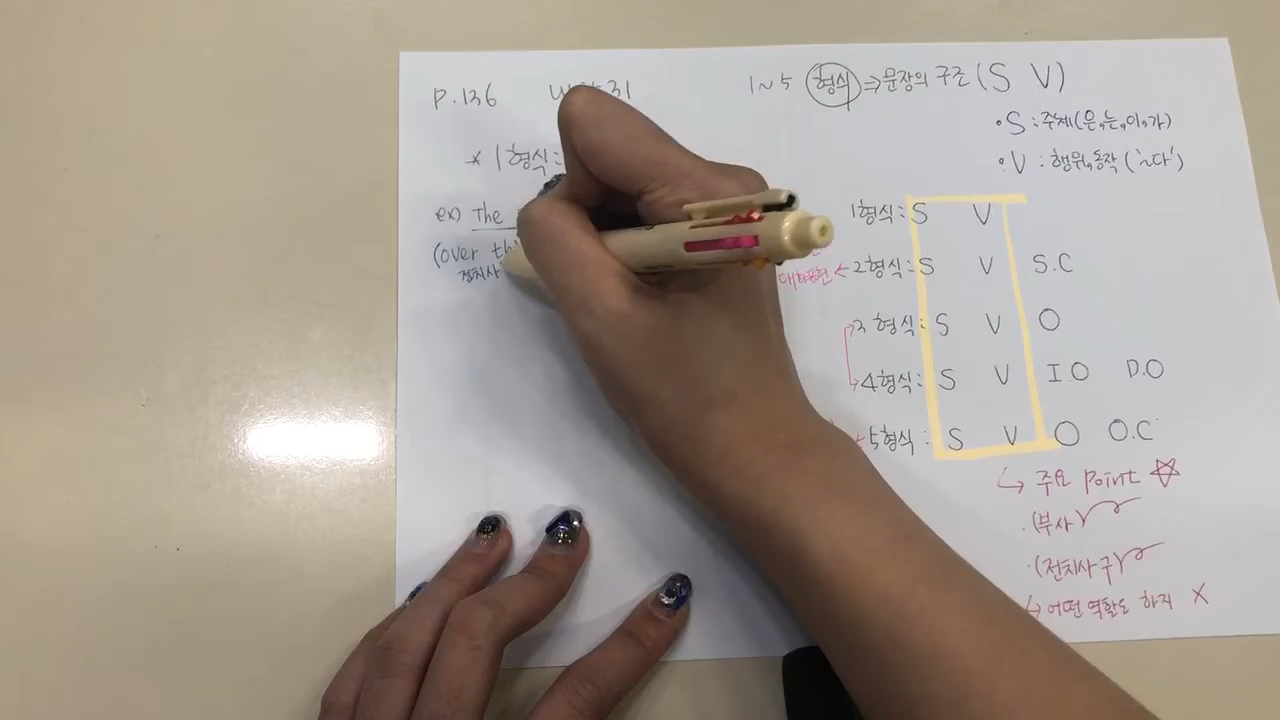 P.136
1~5 형식 ⇒ 문장의 구조 (S V)
• S : 주체(은,는,이,가)
• V : 행위,동작 ('~다')
* 1형식:
ex) The
(over
전치사
1형식: S V
2형식: S V S.C
3형식: S V O
4형식: S V I.O D.O
5형식: S V O O.C
↳ 주요 point ☆
· (부사)
· (전치사구)
↳ 어떤 역할도 하지 X